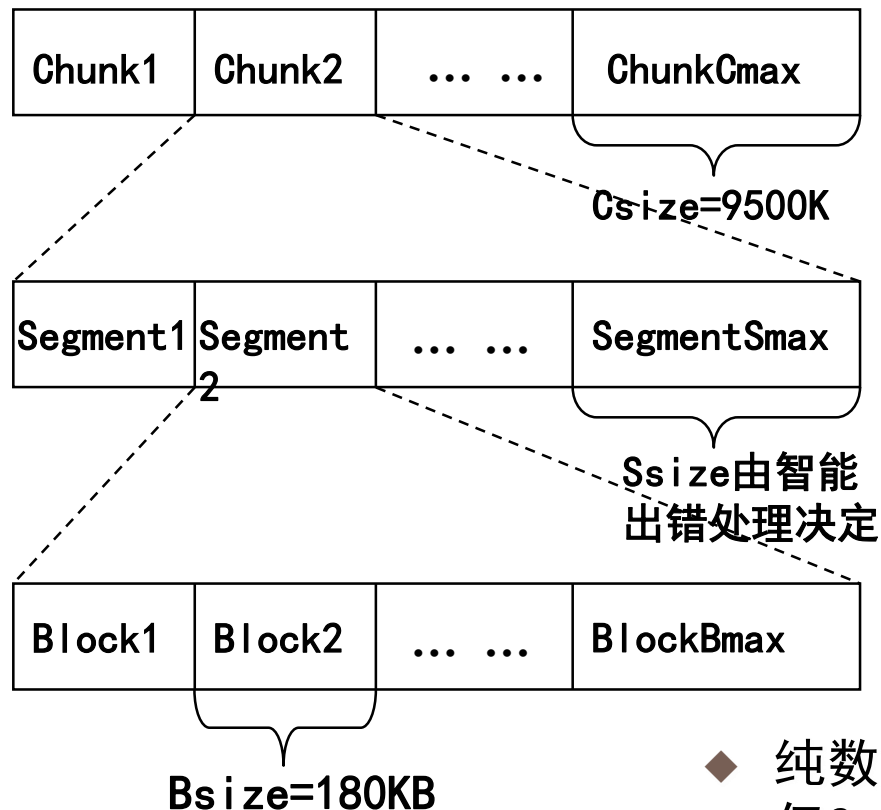 Chunk1 Chunk2 … … ChunkCmax
Csize=9500K
Segment1 Segment … … SegmentSmax
2
Ssize由智能
出错处理决定
Block1 Block2 … … BlockBmax
Bsize=180KB
◆ 纯数